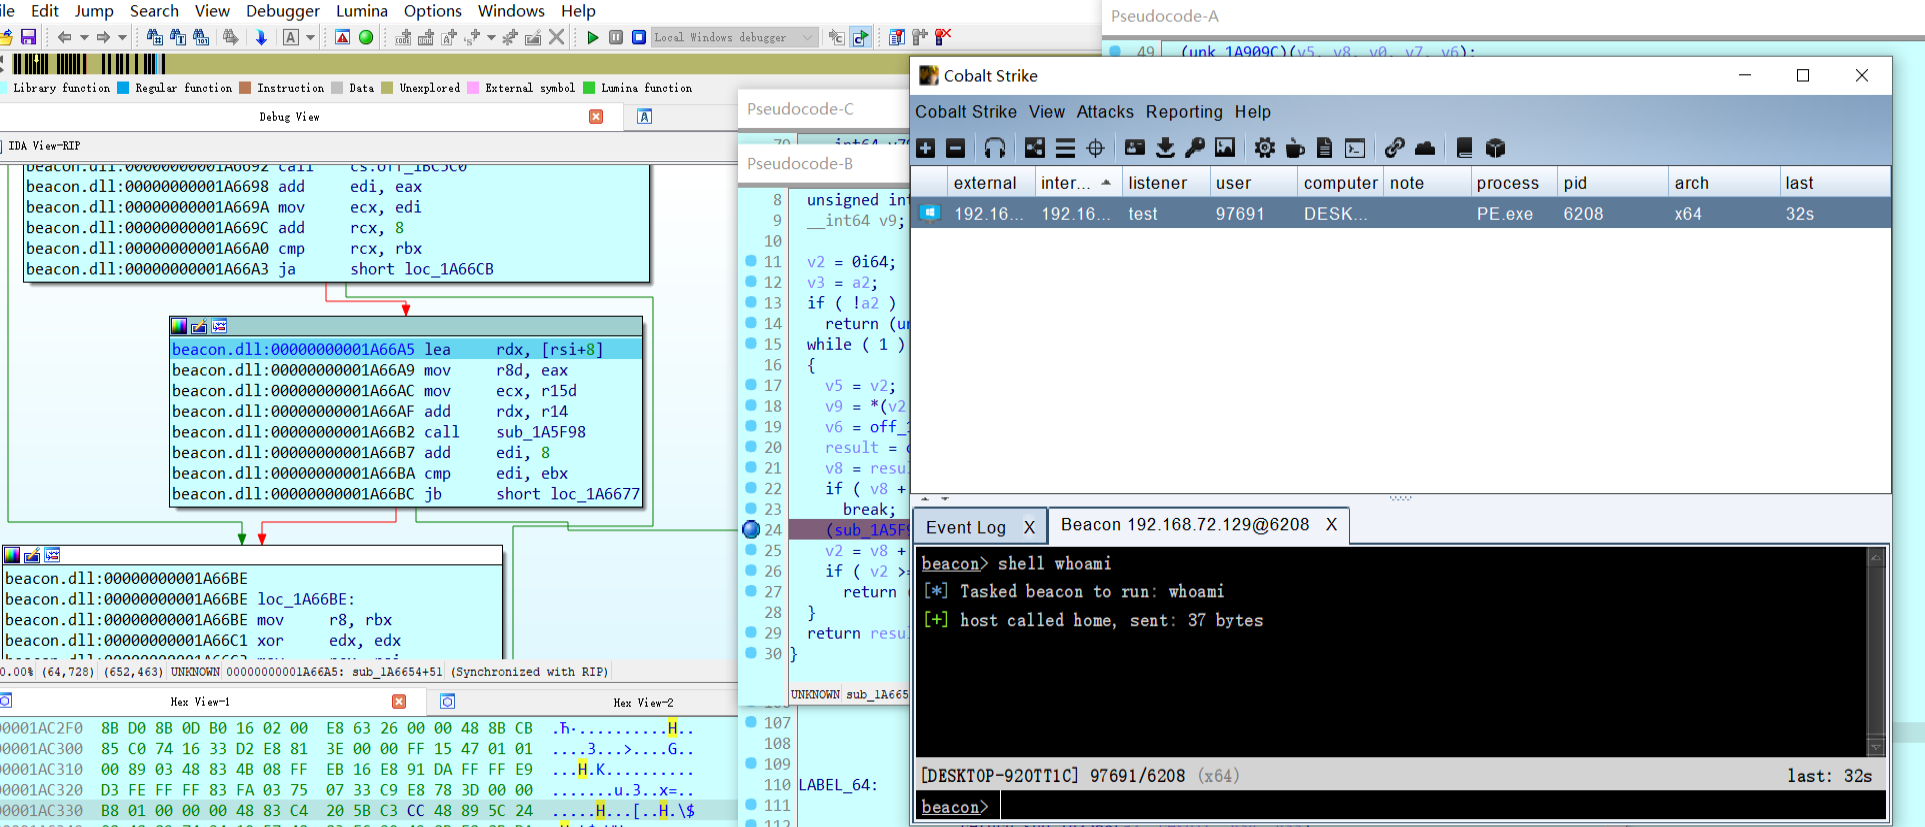 Edit Jump Search View Debugger Lumina Options Windows Help
Local Windows debugger
Library function Regular function Instruction Data Unexplored External symbol Lumina function
Debug View
IDA View-RIP
beacon.dll:00000000001A6692 call cs:off_1BC5C0
beacon.dll:00000000001A6698 add edi, eax
beacon.dll:00000000001A669A mov ecx, edi
beacon.dll:00000000001A669C add rcx, 8
beacon.dll:00000000001A66A0 cmp rcx, rbx
beacon.dll:00000000001A66A3 ja short loc_1A66CB
beacon.dll:00000000001A66A5 lea rdx, [rsi+8]
beacon.dll:00000000001A66A9 mov r8d, eax
beacon.dll:00000000001A66AC mov ecx, r15d
beacon.dll:00000000001A66AF add rdx, r14
beacon.dll:00000000001A66B2 call sub_1A5F98
beacon.dll:00000000001A66B7 add edi, 8
beacon.dll:00000000001A66BA cmp edi, ebx
beacon.dll:00000000001A66BC jb short loc_1A6677
beacon.dll:00000000001A66BE
beacon.dll:00000000001A66BE loc_1A66BE:
beacon.dll:00000000001A66BE mov r8, rbx
beacon.dll:00000000001A66C1 xor edx, edx
0.00% (64,728) (652,463) UNKNOWN 00000000001A66A5: sub_1A6654+51 (Synchronized with RIP)
Hex View-1
Hex View-2
00001AC2F0 8B D0 8B 0D B0 16 02 00 E8 63 26 00 00 48 8B CB
00001AC300 85 C0 74 16 33 D2 E8 81 3E 00 00 FF 15 47 01 01 ....3...>....G..
00001AC310 00 89 03 48 83 4B 08 FF EB 16 E8 91 DA FF FF E9 ...H.K..........
00001AC320 D3 FE FF FF 83 FA 03 75 07 33 C9 E8 78 3D 00 00 .......u.3..x=..
00001AC330 B8 01 00 00 00 48 83 C4 20 5B C3 CC 48 89 5C 24 .....H.. [..H.\$
Pseudocode-C
Pseudocode-B
8 unsigned int
9 __int64 v9;
10
11 v2 = 0i64;
12 v3 = a2;
13 if ( !a2 )
14 return (un
15 while ( 1 )
16 {
17 v5 = v2;
18 v9 = *(v2
19 v6 = off_1
20 result =
21 v8 = resu
22 if ( v8 +
23 break;
24 (sub_1A5F9
25 v2 = v8 +
26 if ( v2 >=
27 return
28 }
29 return resu
30 }
UNKNOWN sub_1A665
107
108
109
110 LABEL_64:
111
112
Pseudocode-A
49 (unk_1A909C)(v5, v8, v0, v7, v6);
Cobalt Strike
Cobalt Strike View Attacks Reporting Help
external inter... listener user computer note process pid arch last
192.16... 192.16... test 97691 DESK... PE.exe 6208 x64 32s
Event Log X Beacon 192.168.72.129@6208 X
beacon> shell whoami
[*] Tasked beacon to run: whoami
[+] host called home, sent: 37 bytes
[DESKTOP-920TT1C] 97691/6208 (x64) last: 32s
beacon>